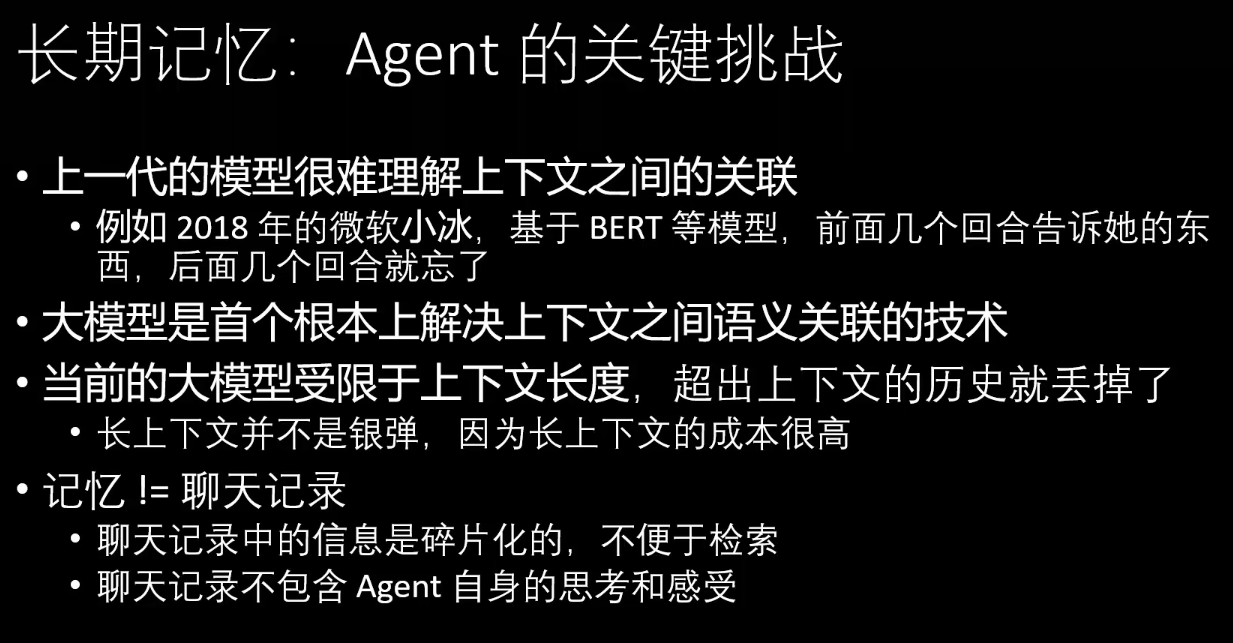 长期记忆：Agent 的关键挑战
• 上一代的模型很难理解上下文之间的关联
• 例如 2018 年的微软小冰，基于 BERT 等模型，前面几个回合告诉她的东
西，后面几个回合就忘了
• 大模型是首个根本上解决上下文之间语义关联的技术
• 当前的大模型受限于上下文长度，超出上下文的历史就丢掉了
• 长上下文并不是银弹，因为长上下文的成本很高
• 记忆 != 聊天记录
• 聊天记录中的信息是碎片化的，不便于检索
• 聊天记录不包含 Agent 自身的思考和感受